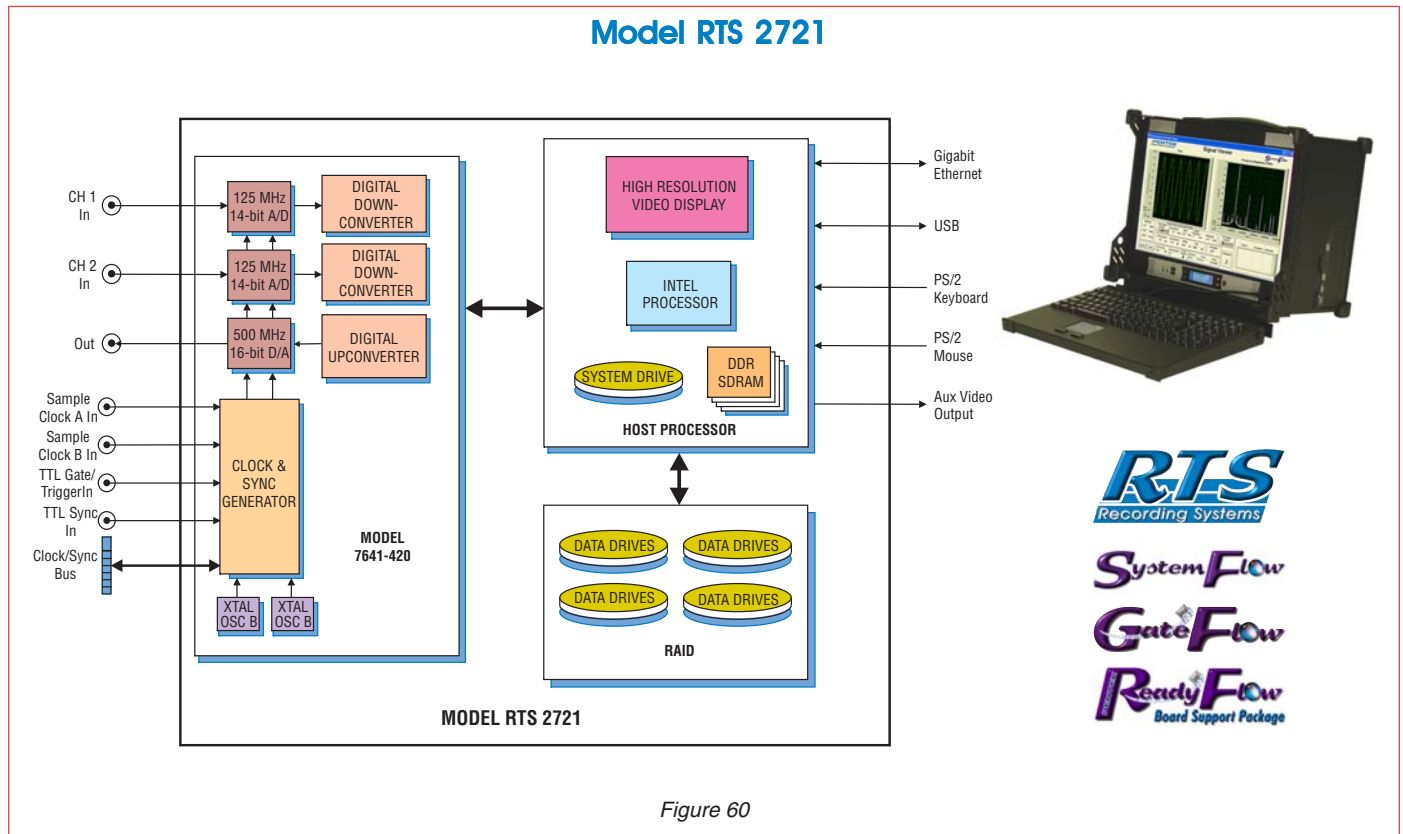 Model RTS 2721
CH 1
In
CH 2
In
Out
Sample
Clock A In
Sample
Clock B In
TTL Gate/
TriggerIn
TTL Sync
In
Clock/Sync
Bus
125 MHz
14-bit A/D
DIGITAL
DOWN-
CONVERTER
125 MHz
14-bit A/D
DIGITAL
DOWN-
CONVERTER
500 MHz
16-bit D/A
DIGITAL
UPCONVERTER
CLOCK &
SYNC
GENERATOR
XTAL
OSC B
XTAL
OSC B
MODEL
7641-420
HIGH RESOLUTION
VIDEO DISPLAY
INTEL
PROCESSOR
SYSTEM DRIVE
DDR
SDRAM
HOST PROCESSOR
DATA DRIVES
DATA DRIVES
DATA DRIVES
DATA DRIVES
RAID
MODEL RTS 2721
Gigabit
Ethernet
USB
PS/2
Keyboard
PS/2
Mouse
Aux Video
Output
PENTEK
Signal Viewer
RTS
Recording Systems
SystemFlow
GateFlow
ReadyFlow
Board Support Package
Figure 60